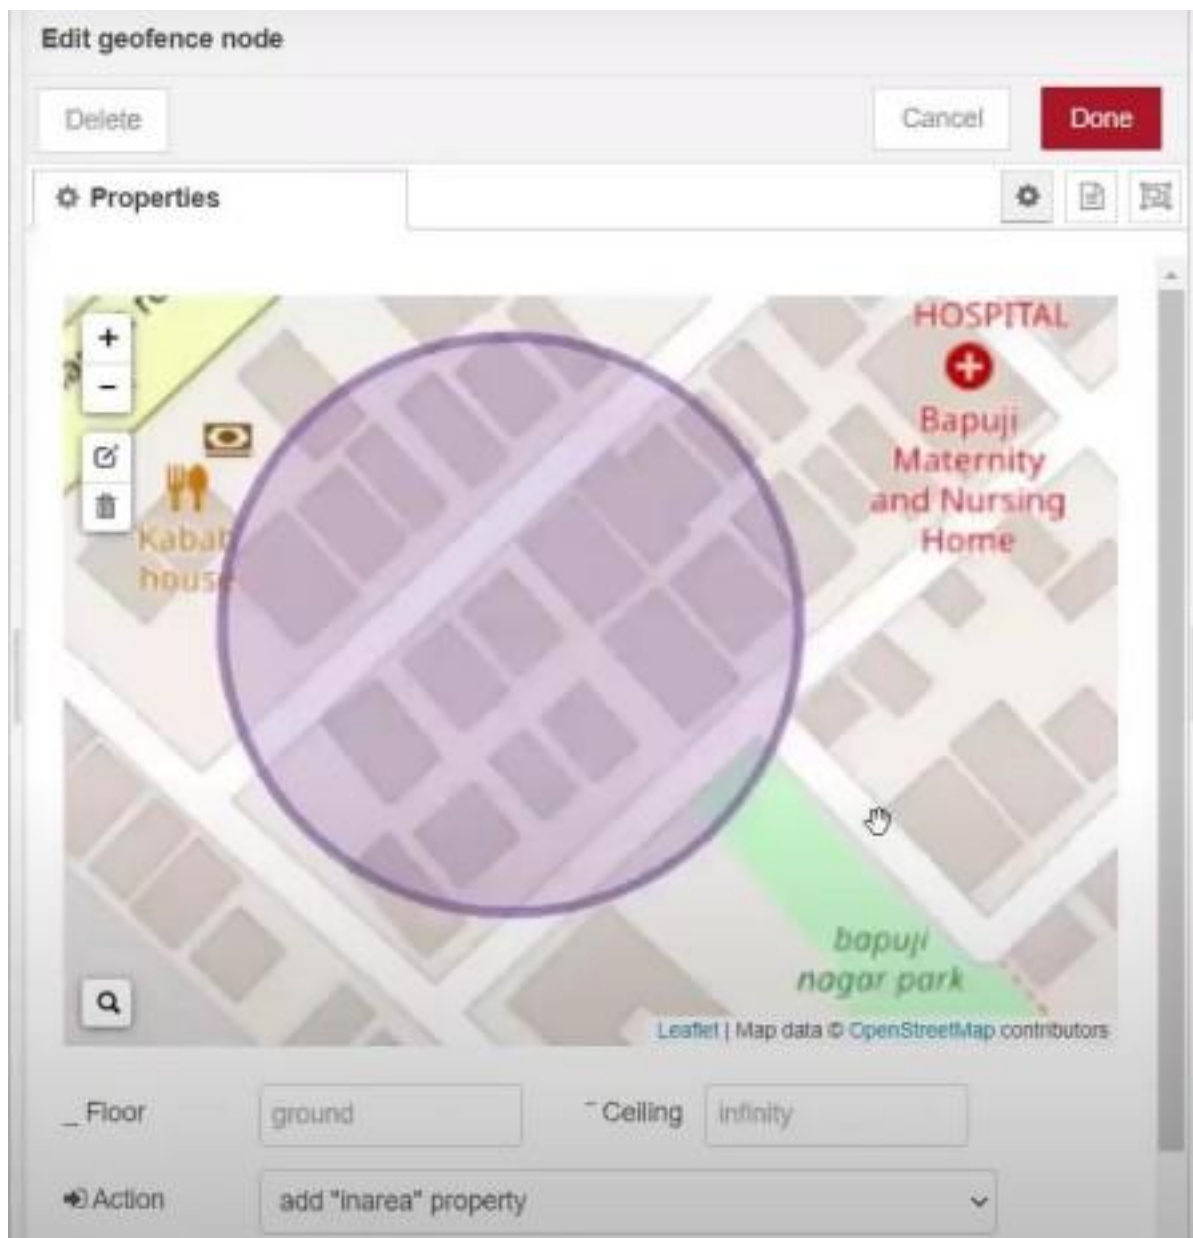 Edit geofence node
Delete
Cancel
Done
Properties
+
−
HOSPITAL
Bapuji
Maternity
and Nursing
Home
Kabab
house
bapuji
nagar park
Leaflet | Map data © OpenStreetMap contributors
Floor
ground
Ceiling
infinity
Action
add "inarea" property